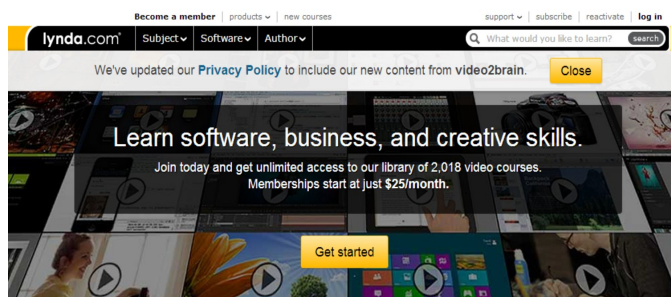 Become a member products new courses support subscribe reactivate log in
lynda.com Subject Software Author What would you like to learn? search
We've updated our Privacy Policy to include our new content from video2brain. Close
Learn software, business, and creative skills.
Join today and get unlimited access to our library of 2,018 video courses.
Memberships start at just $25/month.
Get started